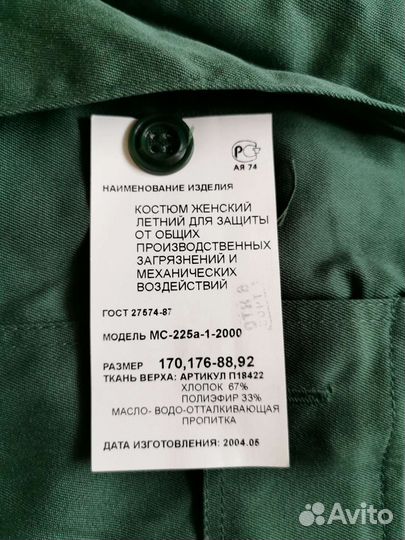 РС
АЯ 74
НАИМЕНОВАНИЕ ИЗДЕЛИЯ
КОСТЮМ ЖЕНСКИЙ
ЛЕТНИЙ ДЛЯ ЗАЩИТЫ
ОТ ОБЩИХ
ПРОИЗВОДСТВЕННЫХ
ЗАГРЯЗНЕНИЙ И
МЕХАНИЧЕСКИХ
ВОЗДЕЙСТВИЙ
ГОСТ 27574-87
МОДЕЛЬ МС-225а-1-2000
РАЗМЕР 170,176-88,92
ТКАНЬ ВЕРХА: АРТИКУЛ П18422
ХЛОПОК 67%
ПОЛИЭФИР 33%
МАСЛО- ВОДО-ОТТАЛКИВАЮЩАЯ
ПРОПИТКА
ДАТА ИЗГОТОВЛЕНИЯ: 2004.05
Avito